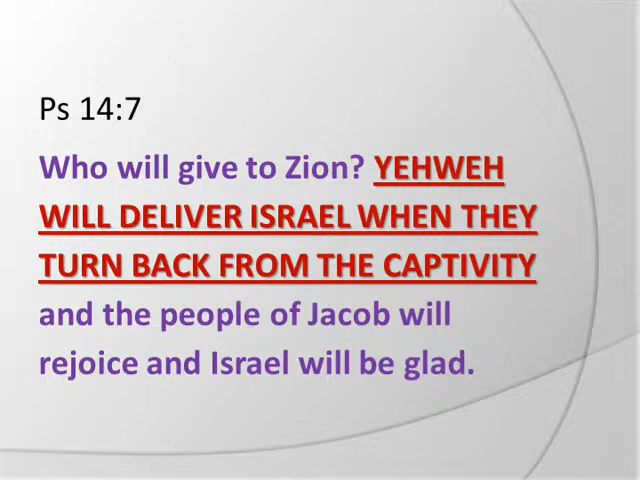 Ps 14:7
Who will give to Zion? YEHWEH
WILL DELIVER ISRAEL WHEN THEY
TURN BACK FROM THE CAPTIVITY
and the people of Jacob will
rejoice and Israel will be glad.